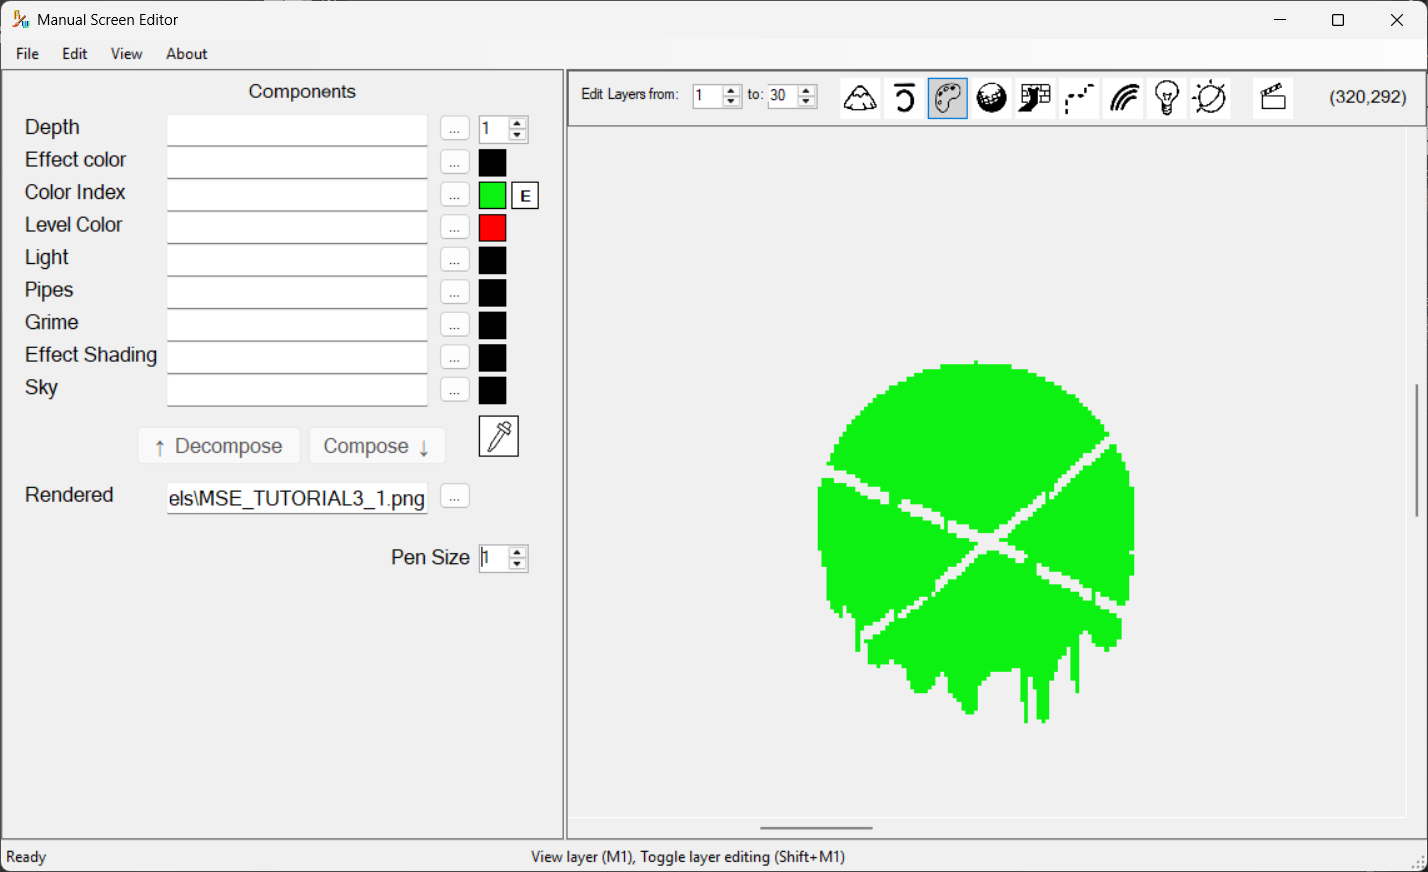 Manual Screen Editor
File Edit View About
Components
Edit Layers from: 1 to: 30 (320,292)
Depth ... 1
Effect color ...
Color Index ... E
Level Color ...
Light ...
Pipes ...
Grime ...
Effect Shading ...
Sky ...
↑ Decompose Compose ↓
Rendered els\MSE_TUTORIAL3_1.png ...
Pen Size 1
Ready View layer (M1), Toggle layer editing (Shift+M1)